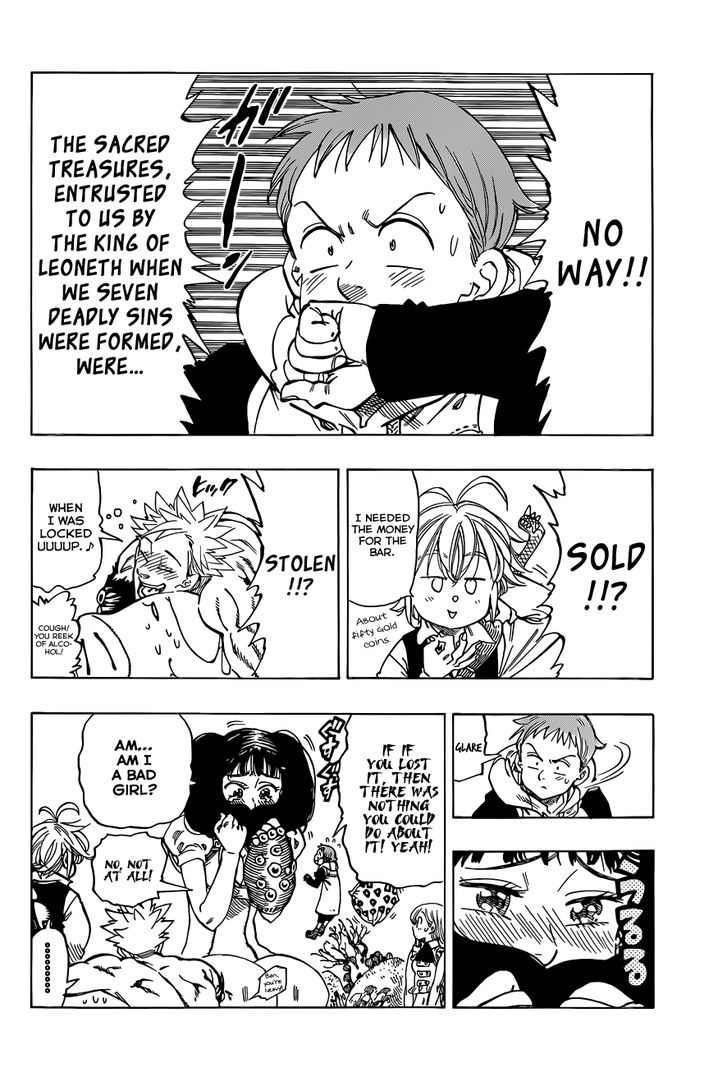 NO
WAY!!
ガーン
THE SACRED
TREASURES,
ENTRUSTED
TO US BY
THE KING OF
LEONETH WHEN
WE SEVEN
DEADLY SINS
WERE FORMED,
WERE...
SOLD
!!?
I NEEDED
THE MONEY
FOR THE
BAR.
About
fifty Gold
coins.
STOLEN
!!?
ヒック
WHEN
I WAS
LOCKED
UUUUP.♪
COUGH!
YOU REEK
OF ALCO-
HOL!
GLARE
IF IF
YOU LOST
IT, THEN
THERE WAS
NOTHING
YOU COULD
DO ABOUT
IT! YEAH!
AM...
AM I
A BAD
GIRL?
NO, NOT
AT ALL!
Ban,
you're
heavy!